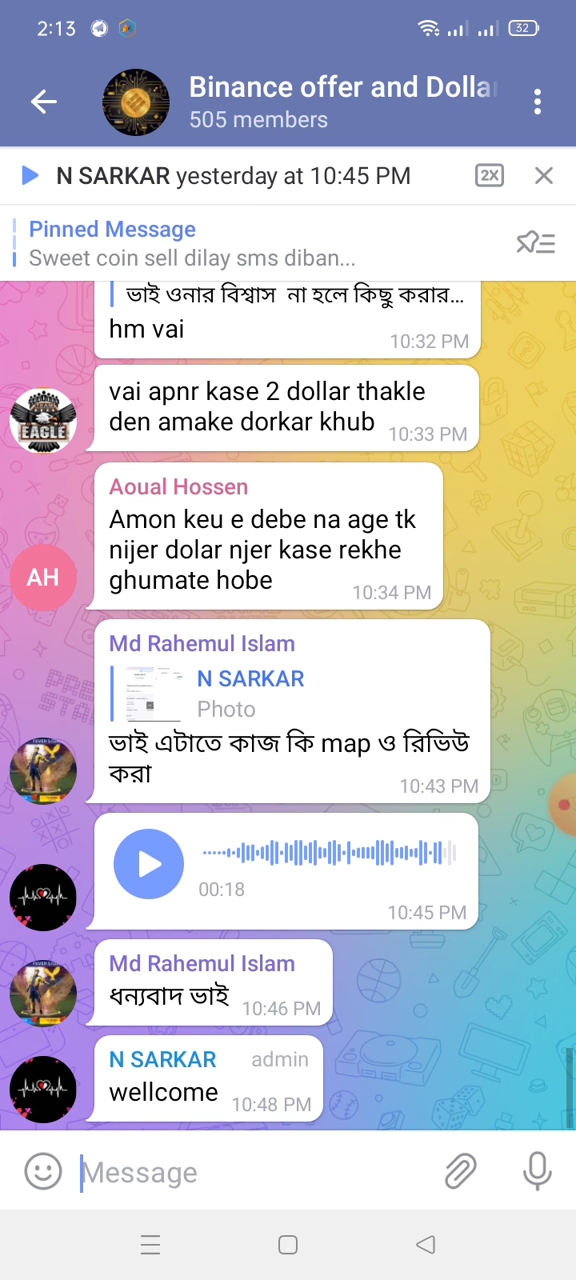 2:13
32
Binance offer and Dolla
505 members
N SARKAR yesterday at 10:45 PM
2X
Pinned Message
Sweet coin sell dilay sms diban...
ভাই ওনার বিশ্বাস না হলে কিছু করার...
hm vai
10:32 PM
vai apnr kase 2 dollar thakle
den amake dorkar khub
10:33 PM
EAGLE
Aoual Hossen
Amon keu e debe na age tk
nijer dolar njer kase rekhe
ghumate hobe
10:34 PM
AH
Md Rahemul Islam
N SARKAR
Photo
ভাই এটাতে কাজ কি map ও রিভিউ
করা
10:43 PM
00:18
10:45 PM
Md Rahemul Islam
ধন্যবাদ ভাই
10:46 PM
N SARKAR admin
wellcome
10:48 PM
Message